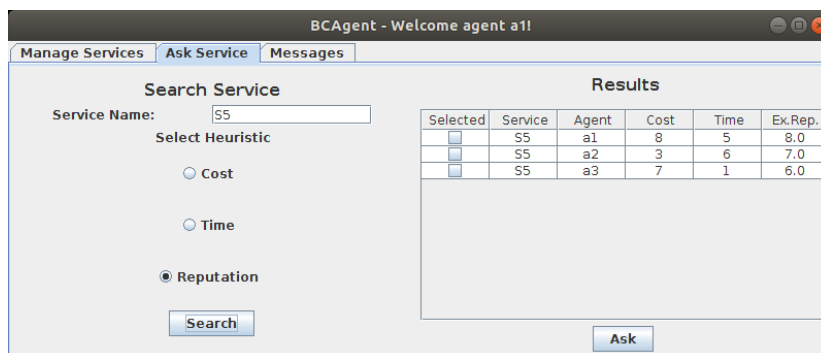 BCAgent - Welcome agent a1!
Manage Services Ask Service Messages
Search Service
Service Name: S5
Select Heuristic
Cost
Time
Reputation
Search
Results
Selected Service Agent Cost Time Ex.Rep.
S5 a1 8 5 8.0
S5 a2 3 6 7.0
S5 a3 7 1 6.0
Ask